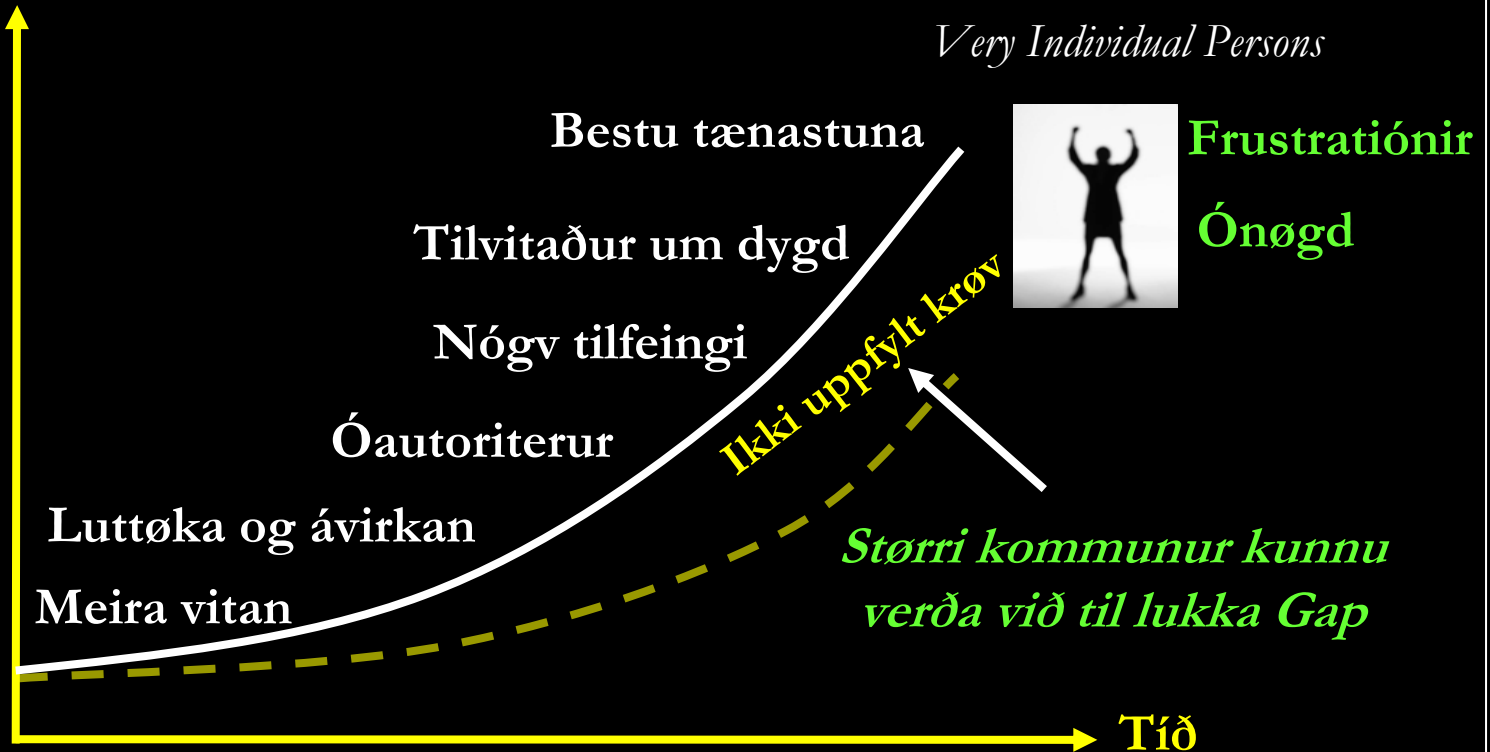 Very Individual Persons
Bestu tænastuna
Frustratiónir
Tilvitaður um dygd
Ónøgd
Nógv tilfeingi
Ikki uppfylt krøv
Óautoriterur
Luttøka og ávirkan
Størri kommunur kunnu
verða við til lukka Gap
Meira vitan
Tíð